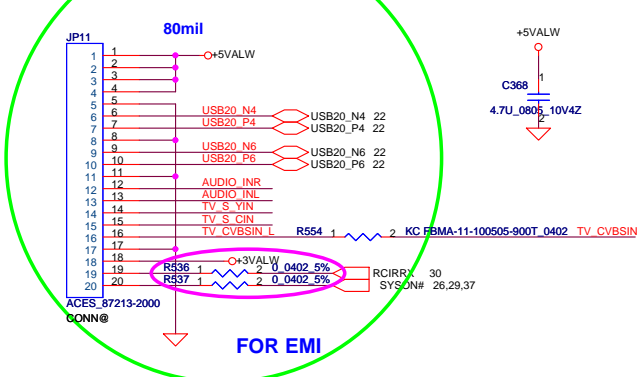 80mil
JP11
+5VALW
+5VALW
1 1
2 2
3 3
4 4
5 5
6 6 USB20_N4 USB20_N4 22
7 7 USB20_P4 USB20_P4 22
8 8
9 9 USB20_N6 USB20_N6 22
10 10 USB20_P6 USB20_P6 22
11 11
12 12 AUDIO_INR
13 13 AUDIO_INL
14 14 TV_S_YIN
15 15 TV_S_CIN
16 16 TV_CVBSIN_L R554 1 2 KC FBMA-11-100505-900T_0402 TV_CVBSIN
17 17
18 18 +3VALW
19 19 R536 1 2 0_0402_5% RCIRRX 30
20 20 R537 1 2 0_0402_5% SYSON# 26,29,37
ACES_87213-2000
CONN@
FOR EMI
C368
1
4.7U_0805_10V4Z
2